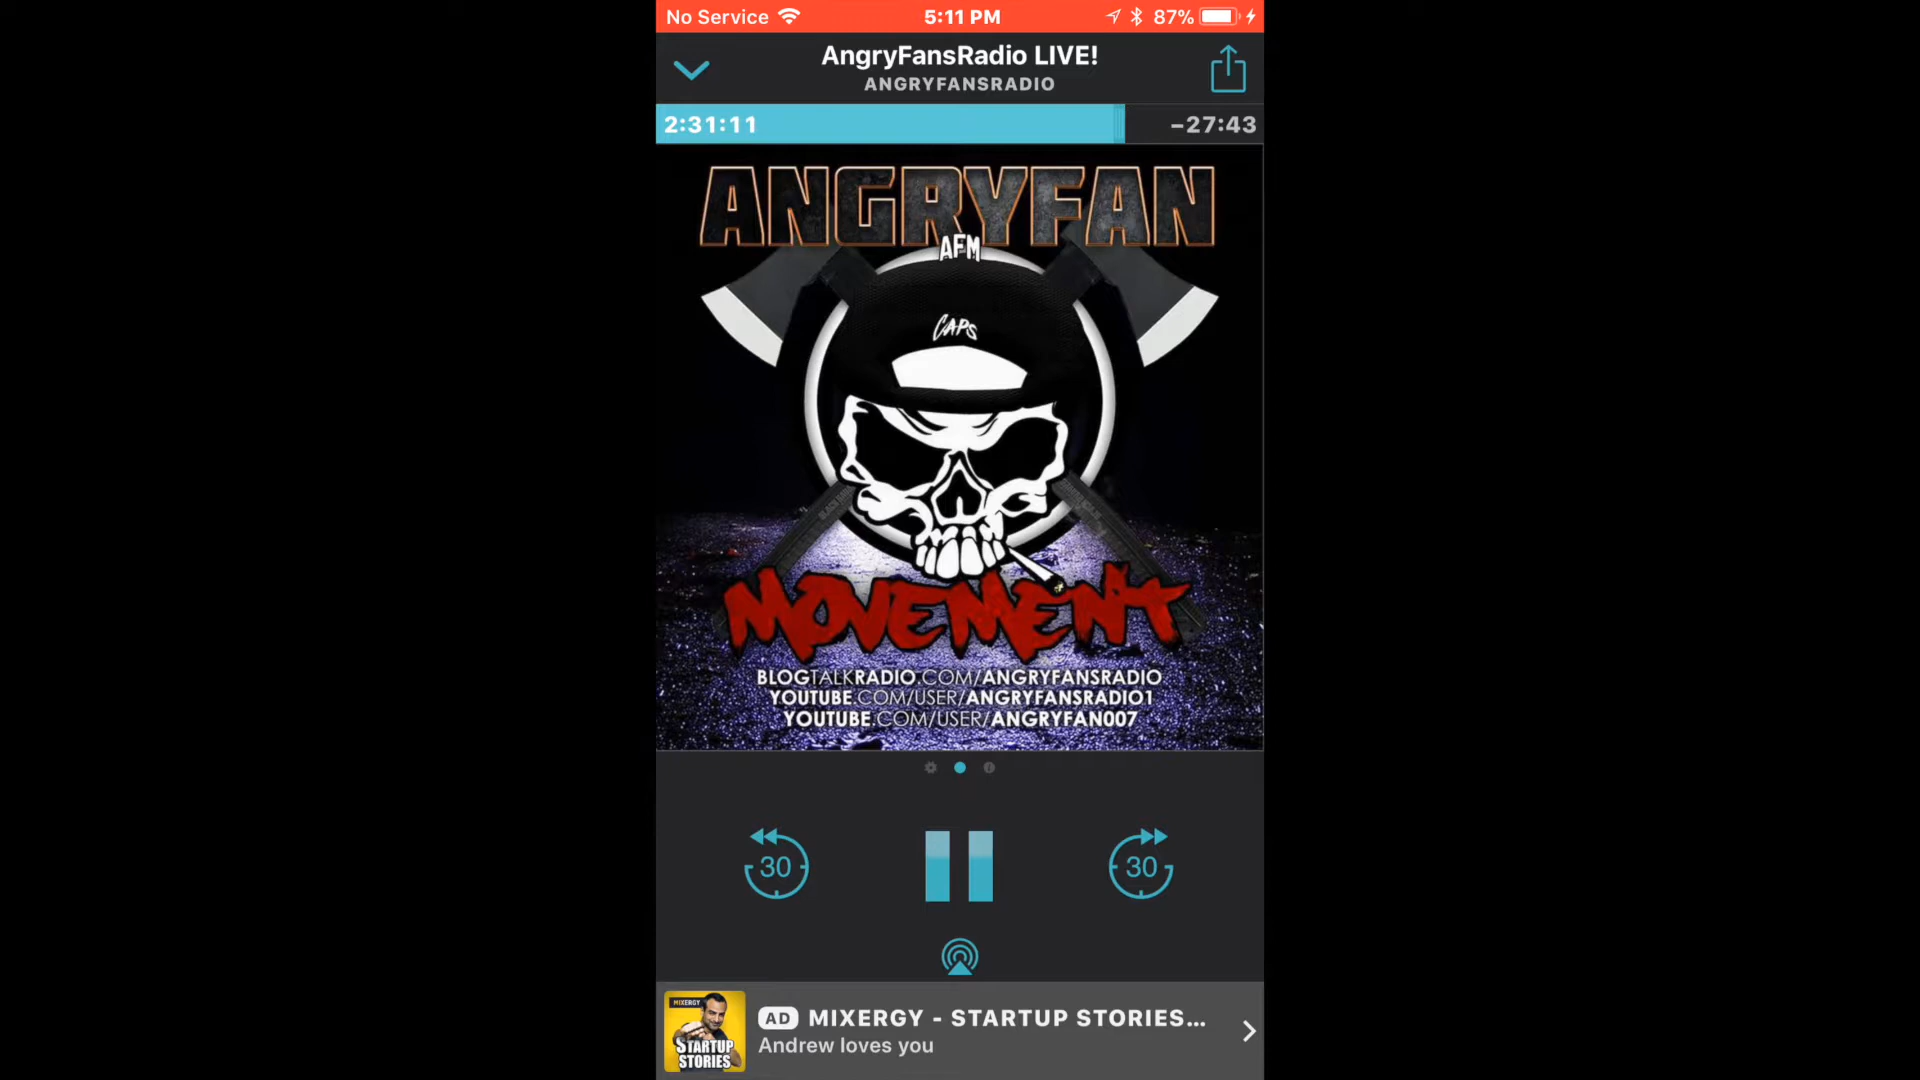 No Service 5:11 PM 87%
AngryFansRadio LIVE!
ANGRYFANSRADIO
2:31:11 -27:43
ANGRYFAN
AFM
CAPS
MOVEMENT
BLOGTALKRADIO.COM/ANGRYFANSRADIO
YOUTUBE.COM/USER/ANGRYFANSRADIO1
YOUTUBE.COM/USER/ANGRYFAN007
30 30
MIXERGY
STARTUP
STORIES
AD MIXERGY - STARTUP STORIES...
Andrew loves you